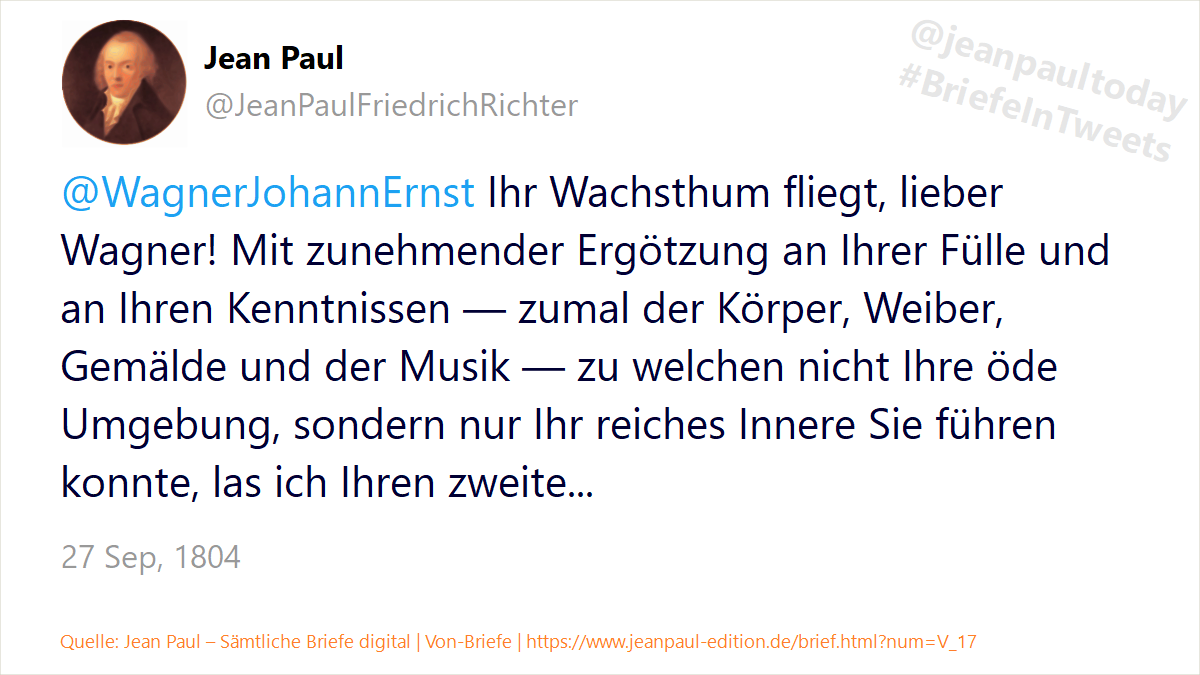 Jean Paul
@JeanPaulFriedrichRichter
@jeanpaultoday
#BriefeInTweets
@WagnerJohannErnst Ihr Wachsthum fliegt, lieber
Wagner! Mit zunehmender Ergötzung an Ihrer Fülle und
an Ihren Kenntnissen — zumal der Körper, Weiber,
Gemälde und der Musik — zu welchen nicht Ihre öde
Umgebung, sondern nur Ihr reiches Innere Sie führen
konnte, las ich Ihren zweite...
27 Sep, 1804
Quelle: Jean Paul – Sämtliche Briefe digital | Von-Briefe | https://www.jeanpaul-edition.de/brief.html?num=V_17